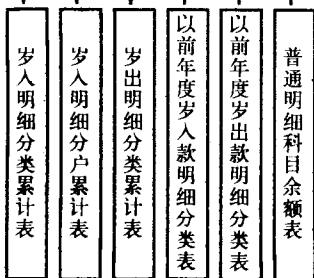 岁入明细分类累计表
岁入明细分户累计表
岁出明细分类累计表
以前年度岁入款明细分类表
以前年度岁出款明细分类表
普通明细科目余额表